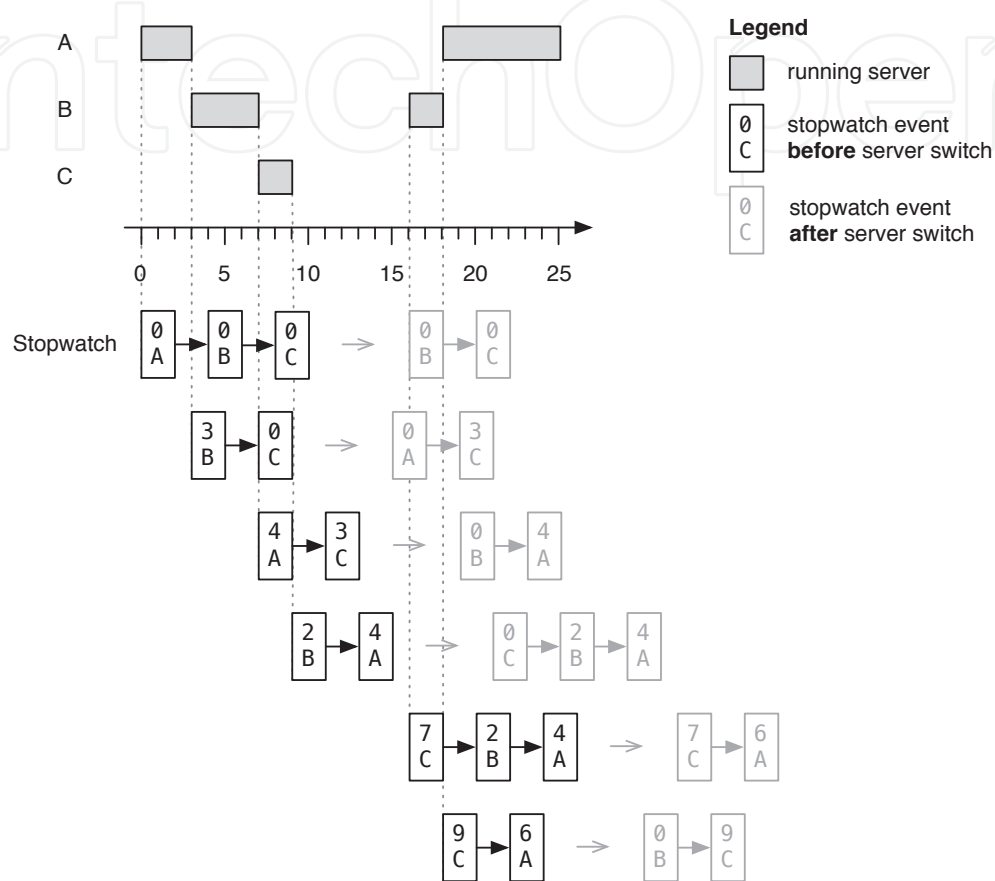 A
B
C
0 5 10 15 20 25
Legend
running server
0
C
stopwatch event
before server switch
0
C
stopwatch event
after server switch
Stopwatch
0 0 0 0 0
A B C B C
3 0 0 3
B C A C
4 3 0 4
A C B A
2 4 0 2 4
B A C B A
7 2 4 7 6
C B A C A
9 6 0 9
C A B C
ntechOpen